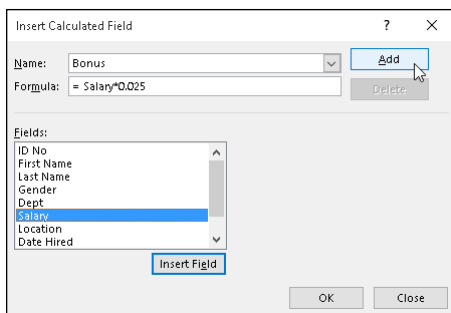 Insert Calculated Field ? ×
Name: Bonus Add
Formula: = Salary*0.025 Delete
Fields:
ID No
First Name
Last Name
Gender
Dept
Salary
Location
Date Hired
Insert Field
OK Close